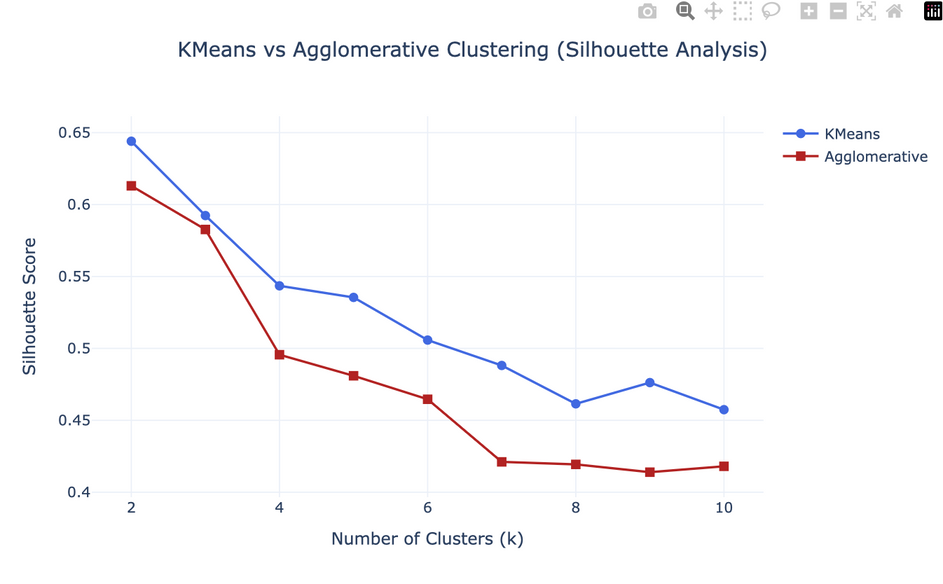 KMeans vs Agglomerative Clustering (Silhouette Analysis)
KMeans
Agglomerative
Silhouette Score
0.65
0.6
0.55
0.5
0.45
0.4
2 4 6 8 10
Number of Clusters (k)